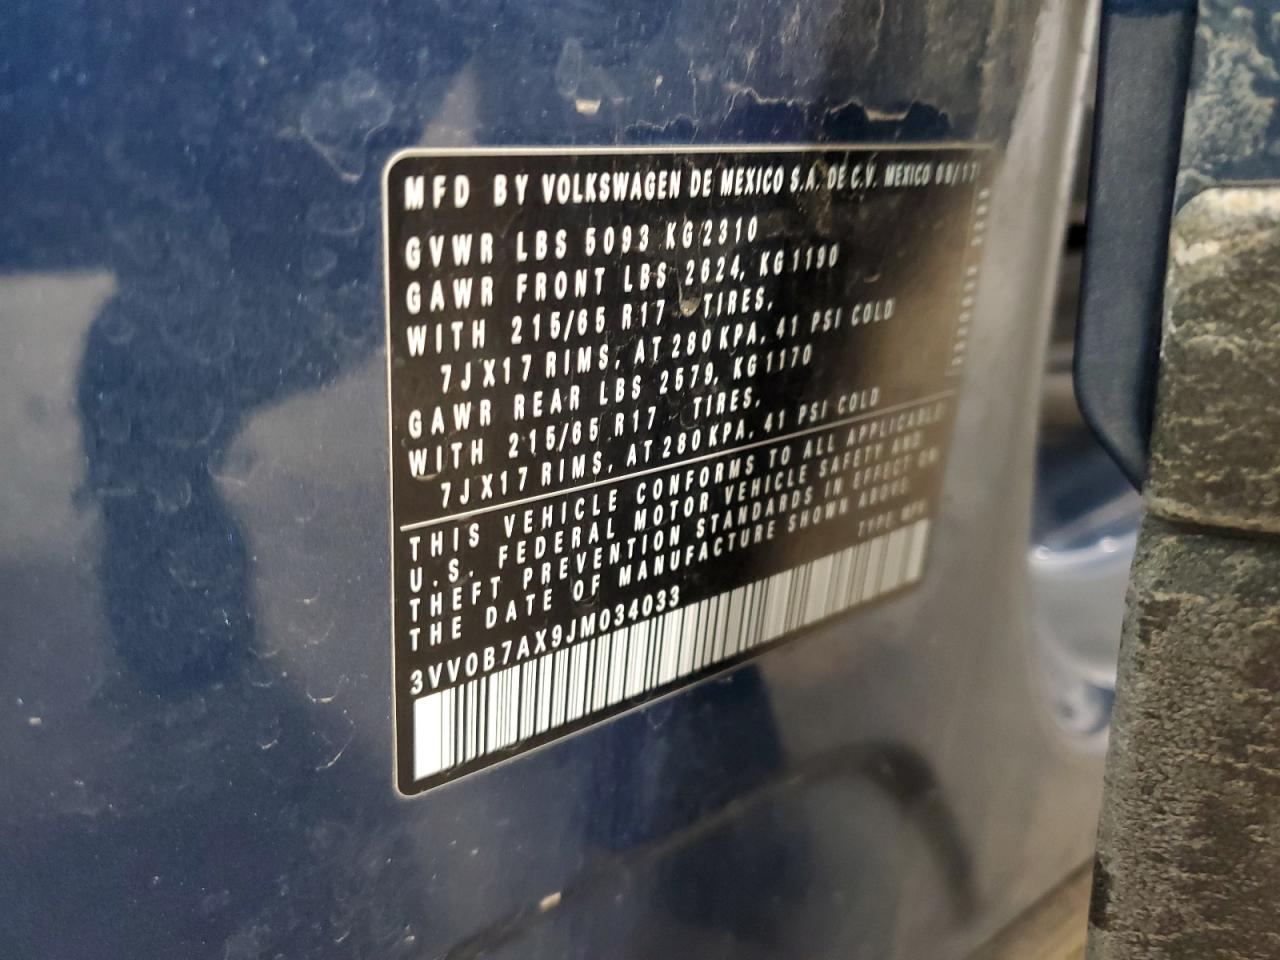 MFD BY VOLKSWAGEN DE MEXICO S.A. DE C.V. MEXICO 08/17
GVWR LBS 5093 KG 2310
GAWR FRONT LBS 2624, KG 1190
WITH 215/65 R17 TIRES,
7JX17 RIMS, AT 280 KPA, 41 PSI COLD
GAWR REAR LBS 2579, KG 1170
WITH 215/65 R17 TIRES,
7JX17 RIMS, AT 280 KPA, 41 PSI COLD
THIS VEHICLE CONFORMS TO ALL APPLICABLE
U.S. FEDERAL MOTOR VEHICLE SAFETY AND
THEFT PREVENTION STANDARDS IN EFFECT ON
THE DATE OF MANUFACTURE SHOWN ABOVE
3VV0B7AX9JM034033 TYPE: MPV